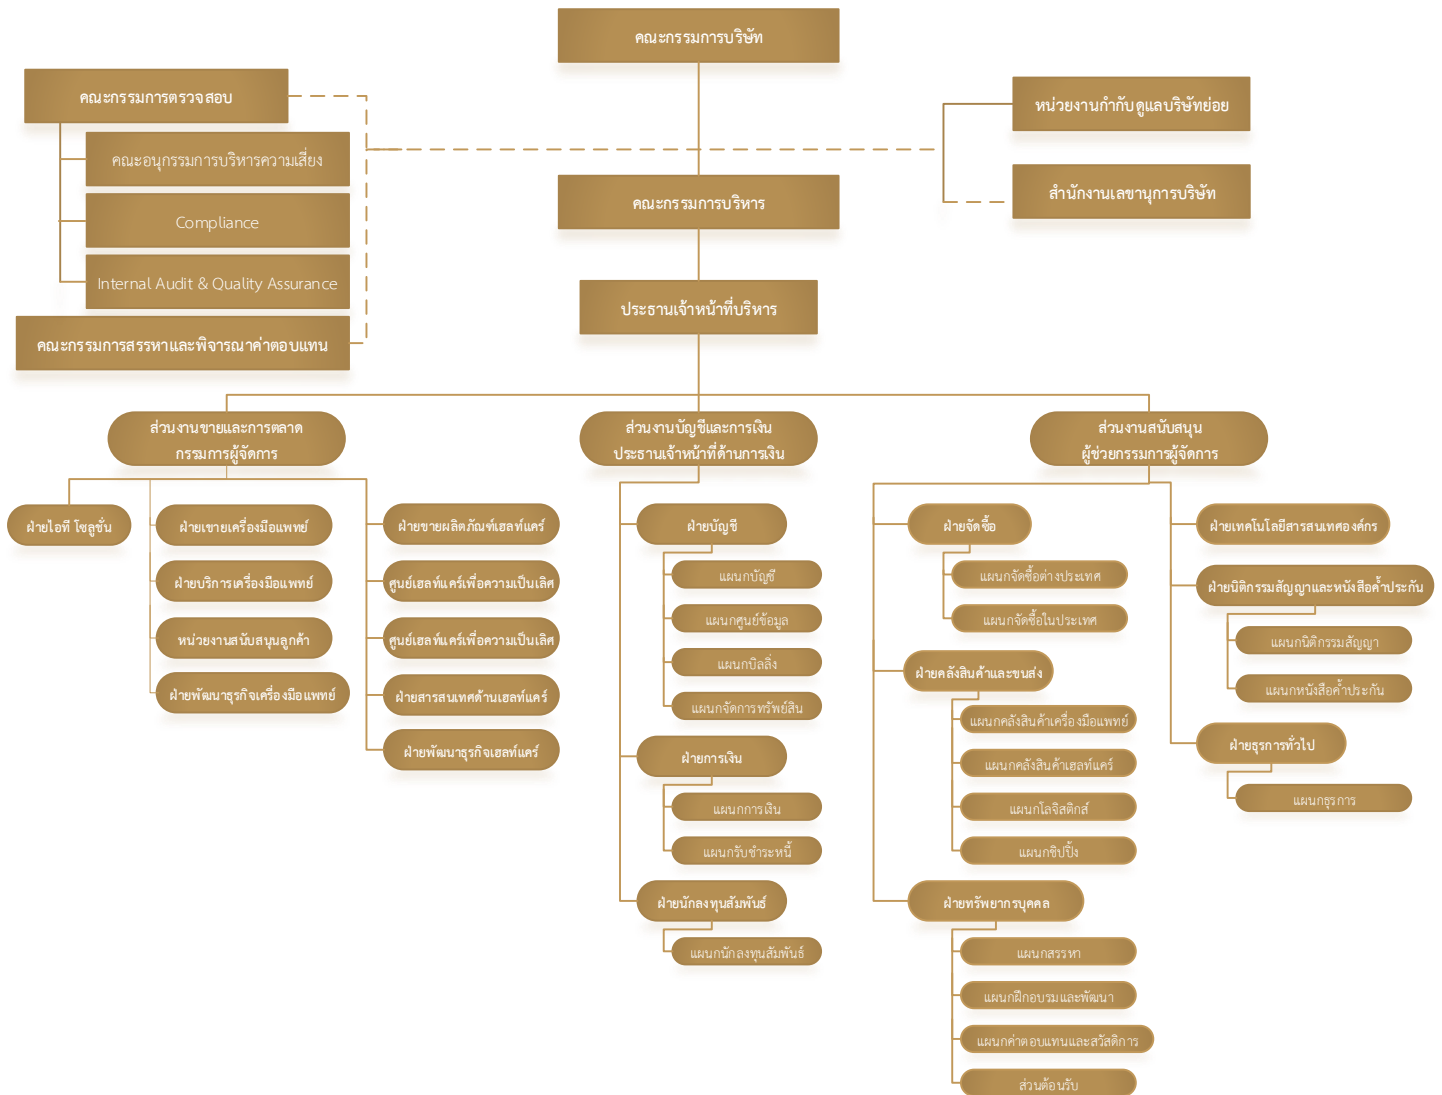 คณะกรรมการบริษัท
คณะกรรมการตรวจสอบ
คณะอนุกรรมการบริหารความเสี่ยง
Compliance
Internal Audit & Quality Assurance
คณะกรรมการสรรหาและพิจารณาค่าตอบแทน
หน่วยงานกำกับดูแลบริษัทย่อย
สำนักงานเลขานุการบริษัท
คณะกรรมการบริหาร
ประธานเจ้าหน้าที่บริหาร
ส่วนงานขายและการตลาด
กรรมการผู้จัดการ
ฝ่ายไอที โซลูชั่น
ฝ่ายเขายเครื่องมือแพทย์
ฝ่ายบริการเครื่องมือแพทย์
หน่วยงานสนับสนุนลูกค้า
ฝ่ายพัฒนาธุรกิจเครื่องมือแพทย์
ฝ่ายขายผลิตภัณฑ์เฮลท์แคร์
ศูนย์เฮลท์แคร์เพื่อความเป็นเลิศ
ศูนย์เฮลท์แคร์เพื่อความเป็นเลิศ
ฝ่ายสารสนเทศด้านเฮลท์แคร์
ฝ่ายพัฒนาธุรกิจเฮลท์แคร์
ส่วนงานบัญชีและการเงิน
ประธานเจ้าหน้าที่ด้านการเงิน
ฝ่ายบัญชี
แผนกบัญชี
แผนกศูนย์ข้อมูล
แผนกบิลลิ่ง
แผนกจัดการทรัพย์สิน
ฝ่ายการเงิน
แผนกการเงิน
แผนกรับชำระหนี้
ฝ่ายนักลงทุนสัมพันธ์
แผนกนักลงทุนสัมพันธ์
ส่วนงานสนับสนุน
ผู้ช่วยกรรมการผู้จัดการ
ฝ่ายจัดซื้อ
แผนกจัดซื้อต่างประเทศ
แผนกจัดซื้อในประเทศ
ฝ่ายคลังสินค้าและขนส่ง
แผนกคลังสินค้าเครื่องมือแพทย์
แผนกคลังสินค้าเฮลท์แคร์
แผนกโลจิสติกส์
แผนกชิปปิ้ง
ฝ่ายทรัพยากรบุคคล
แผนกสรรหา
แผนกฝึกอบรมและพัฒนา
แผนกค่าตอบแทนและสวัสดิการ
ส่วนต้อนรับ
ฝ่ายเทคโนโลยีสารสนเทศองค์กร
ฝ่ายนิติกรรมสัญญาและหนังสือค้ำประกัน
แผนกนิติกรรมสัญญา
แผนกหนังสือค้ำประกัน
ฝ่ายธุรการทั่วไป
แผนกธุรการ